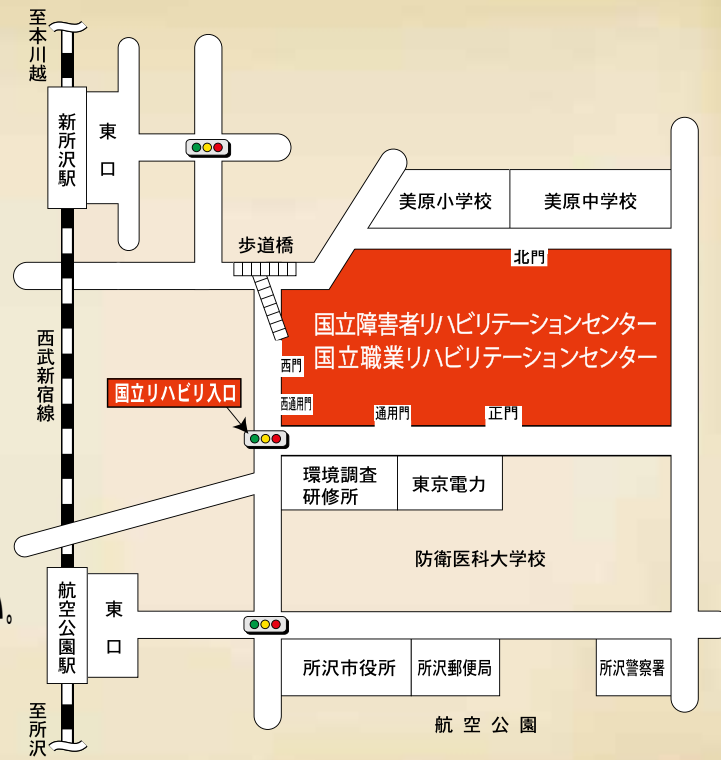 至本川越
新所沢駅
東口
歩道橋
美原小学校
美原中学校
北門
国立障害者リハビリテーションセンター
国立職業リハビリテーションセンター
西門
西通用門
通用門
正門
国立リハビリ入口
西武新宿線
環境調査
研修所
東京電力
防衛医科大学校
航空公園駅
東口
所沢市役所
所沢郵便局
所沢警察署
航空公園
至所沢
。